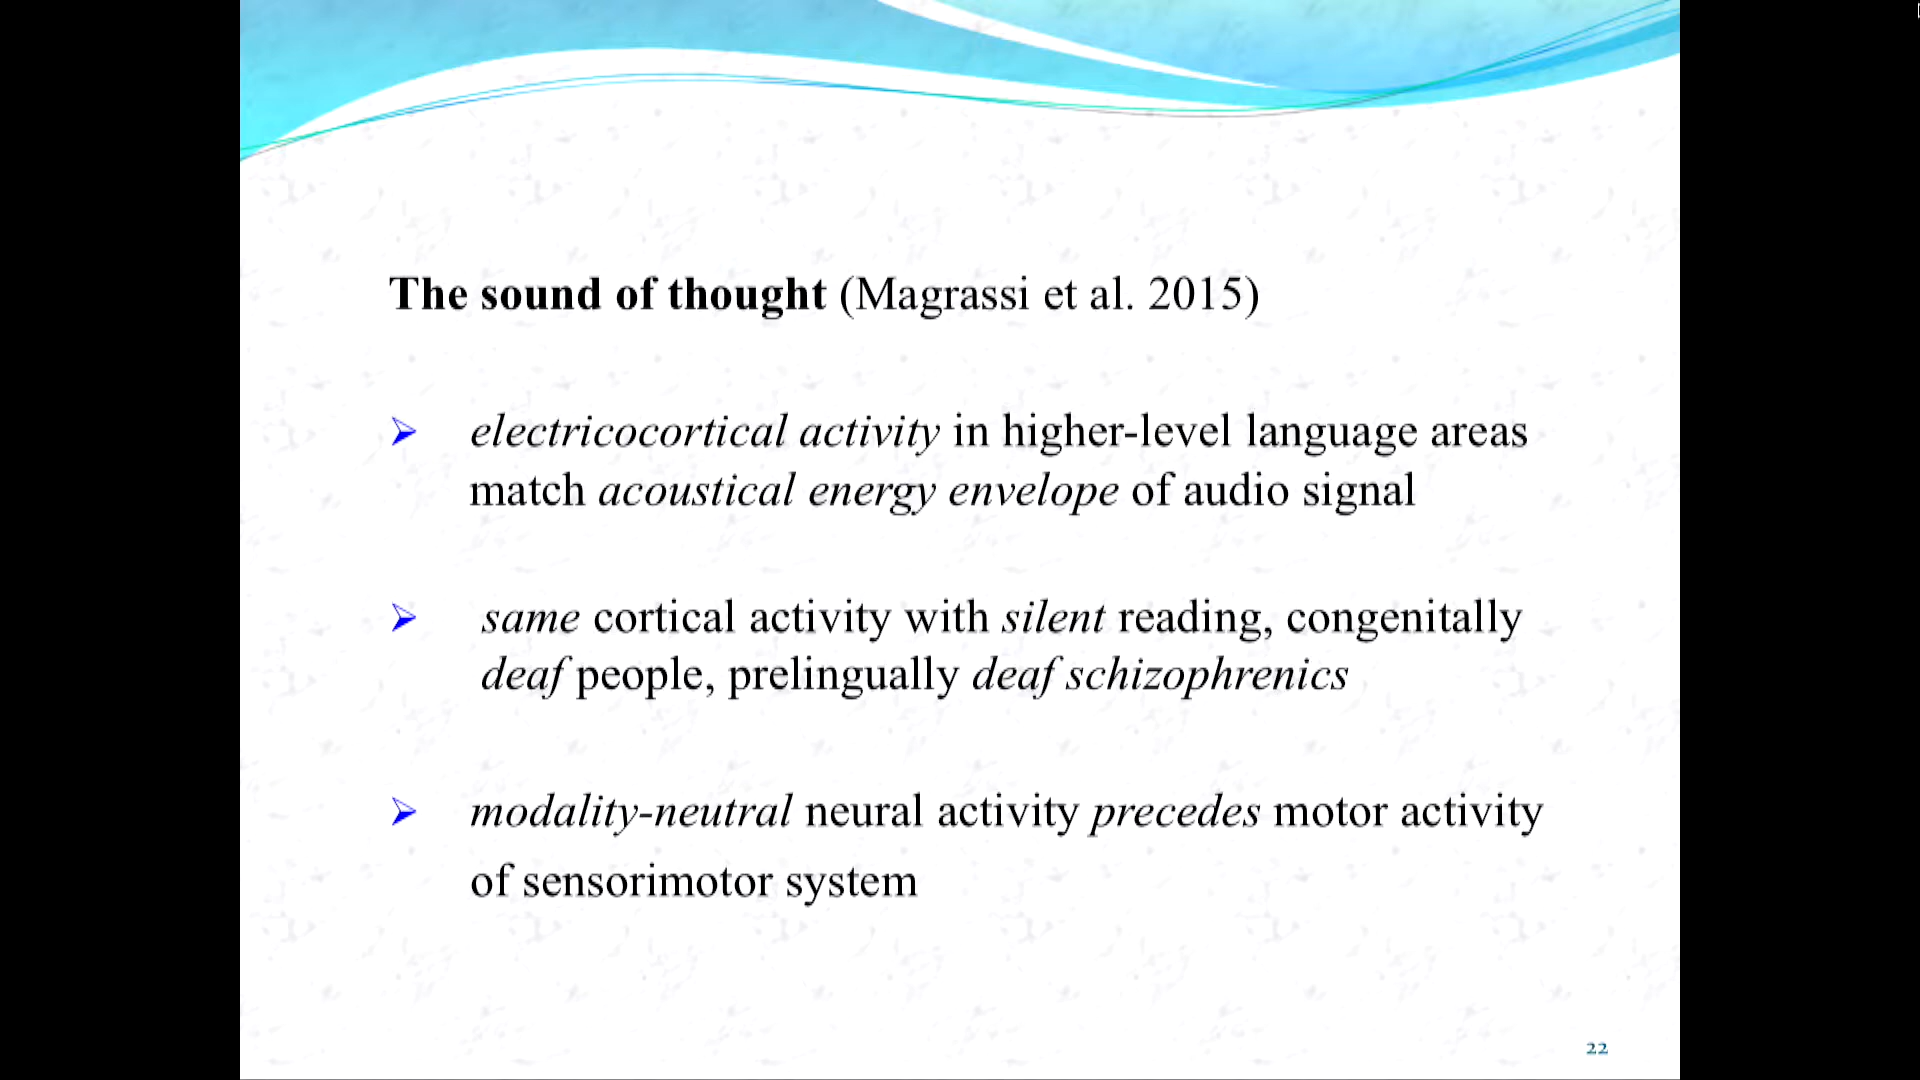 The sound of thought (Magrassi et al. 2015)
electricocortical activity in higher-level language areas
match acoustical energy envelope of audio signal
same cortical activity with silent reading, congenitally
deaf people, prelingually deaf schizophrenics
modality-neutral neural activity precedes motor activity
of sensorimotor system
22